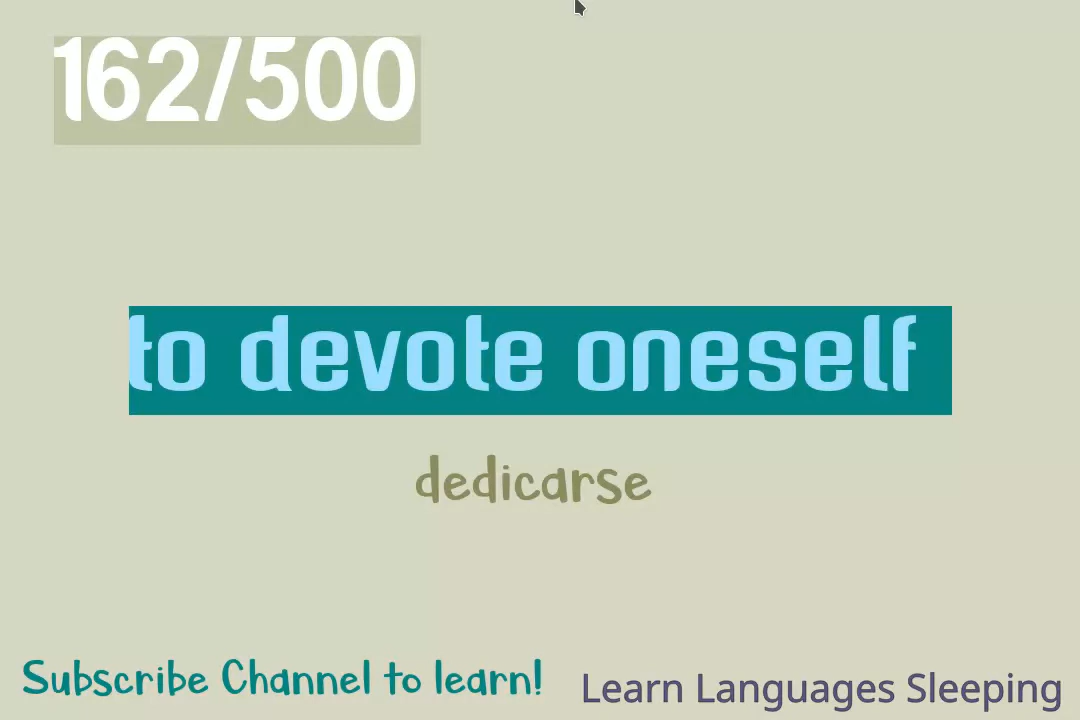 162/500
to devote oneself
dedicarse
Subscribe Channel to learn!
Learn Languages Sleeping